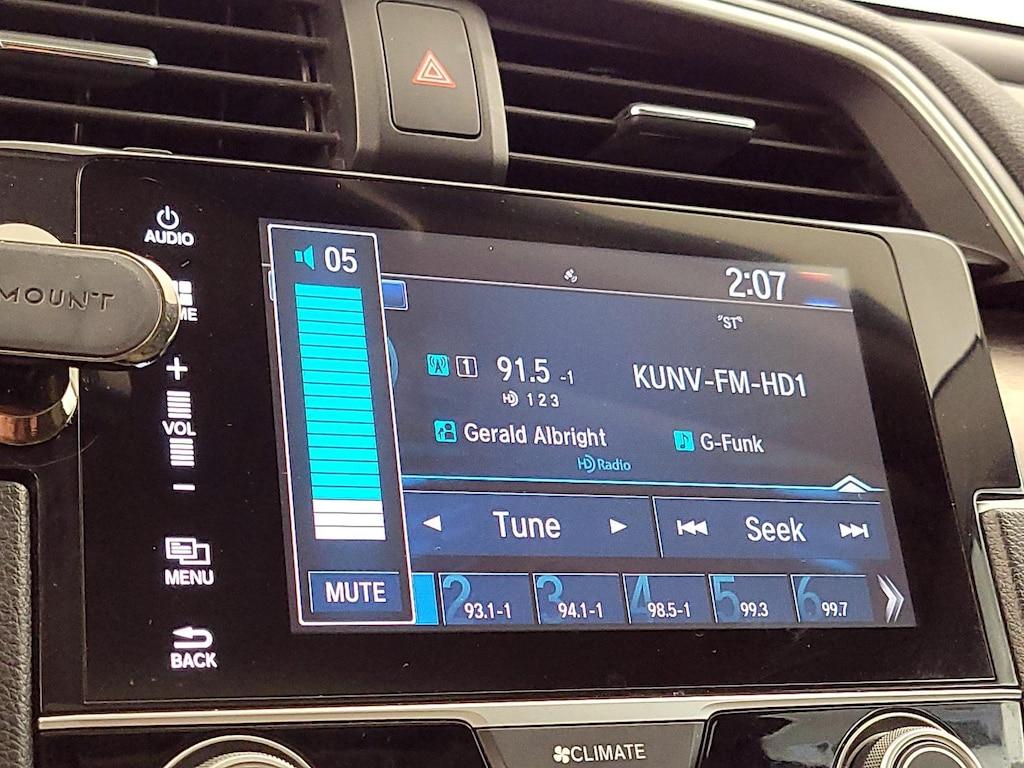 AUDIO
MOUNT
ME
+
VOL
−
MENU
BACK
05
MUTE
2:07
"ST"
1 91.5 -1
KUNV-FM-HD1
HD 1 2 3
Gerald Albright
G-Funk
HD Radio
Tune
Seek
2 93.1-1
3 94.1-1
4 98.5-1
5 99.3
6 99.7
CLIMATE